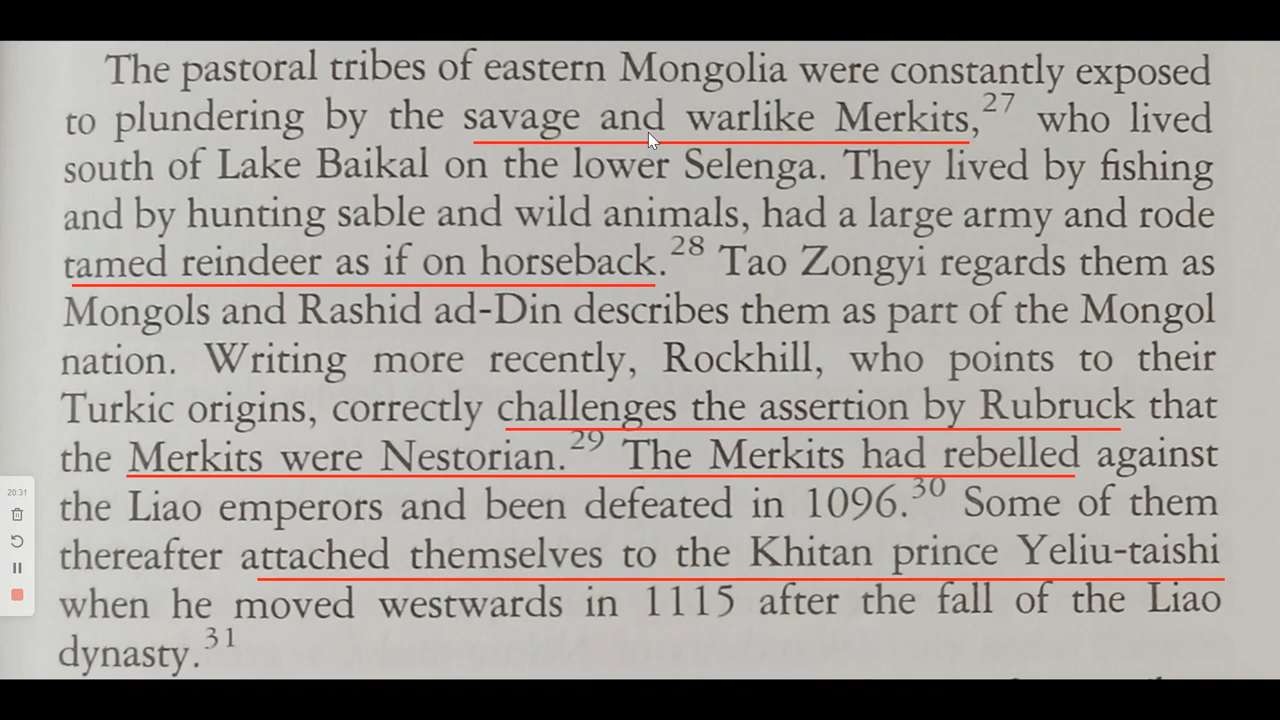 The pastoral tribes of eastern Mongolia were constantly exposed
to plundering by the savage and warlike Merkits,27 who lived
south of Lake Baikal on the lower Selenga. They lived by fishing
and by hunting sable and wild animals, had a large army and rode
tamed reindeer as if on horseback.28 Tao Zongyi regards them as
Mongols and Rashid ad-Din describes them as part of the Mongol
nation. Writing more recently, Rockhill, who points to their
Turkic origins, correctly challenges the assertion by Rubruck that
the Merkits were Nestorian.29 The Merkits had rebelled against
the Liao emperors and been defeated in 1096.30 Some of them
thereafter attached themselves to the Khitan prince Yeliu-taishi
when he moved westwards in 1115 after the fall of the Liao
dynasty.31
20:31